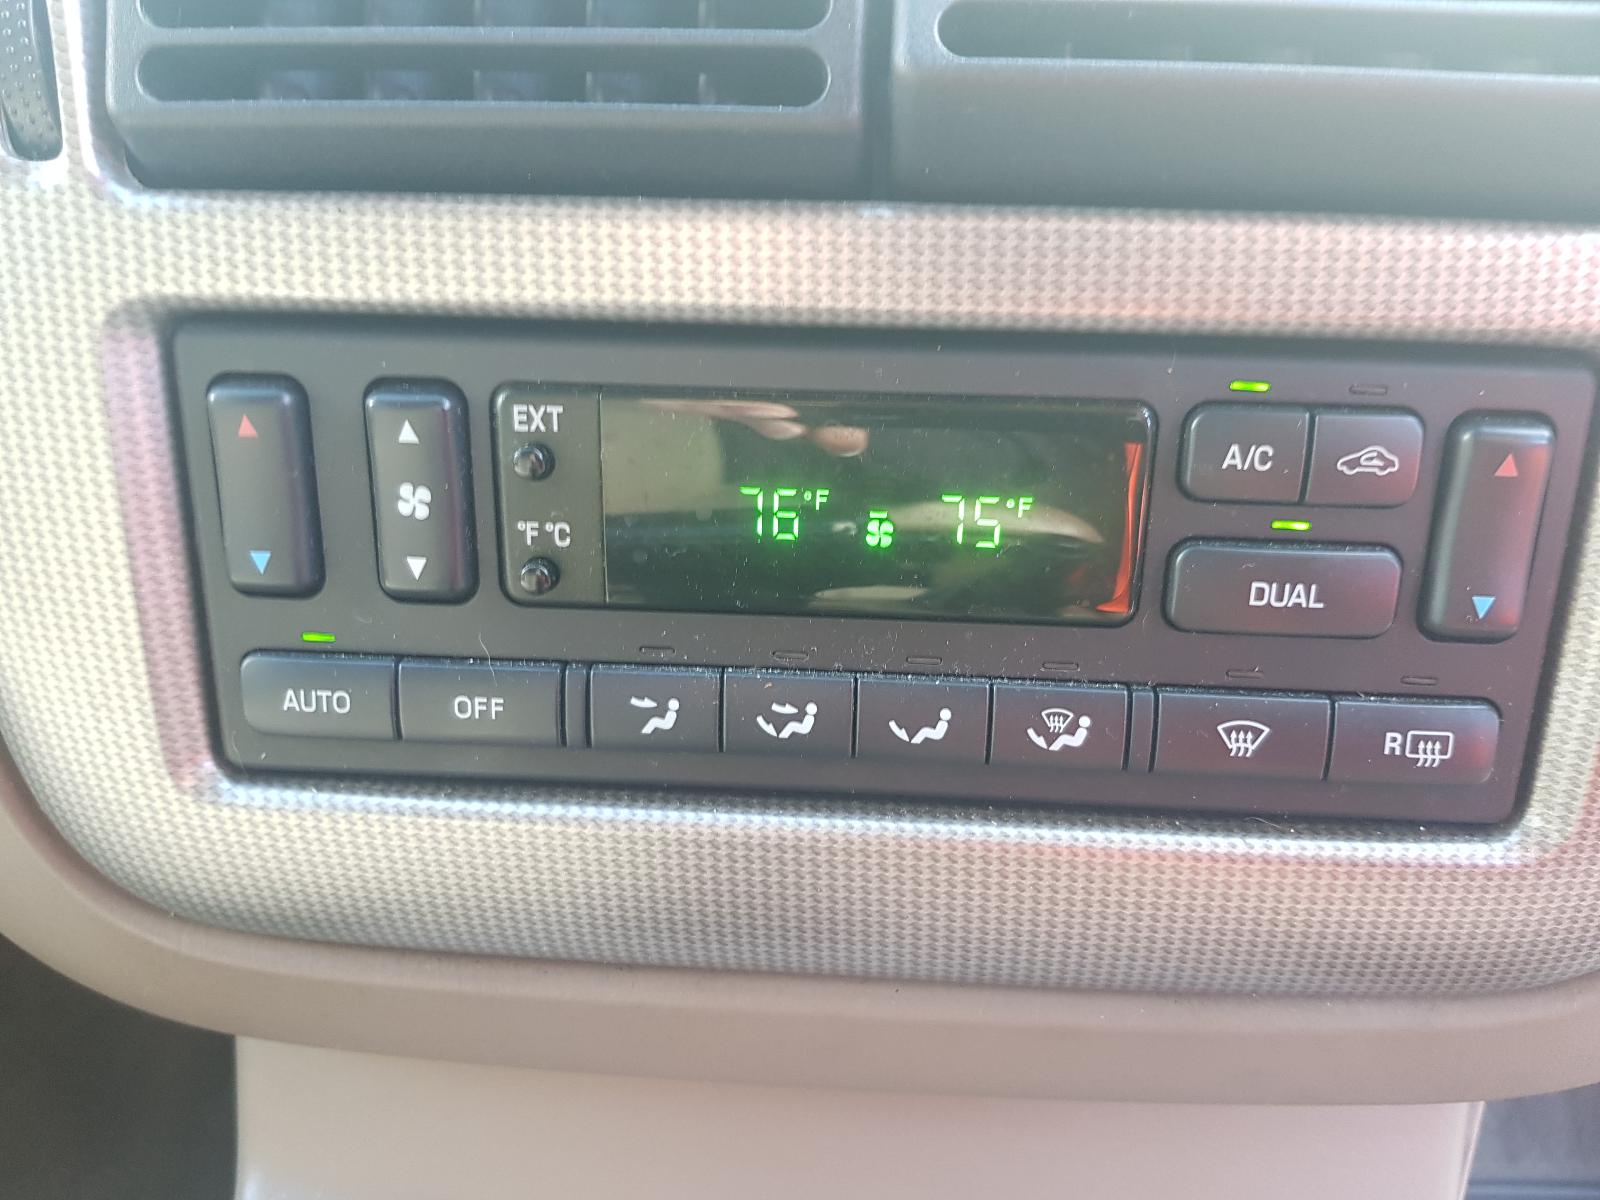 EXT
°F °C
76°F 75°F
A/C
DUAL
AUTO OFF
R